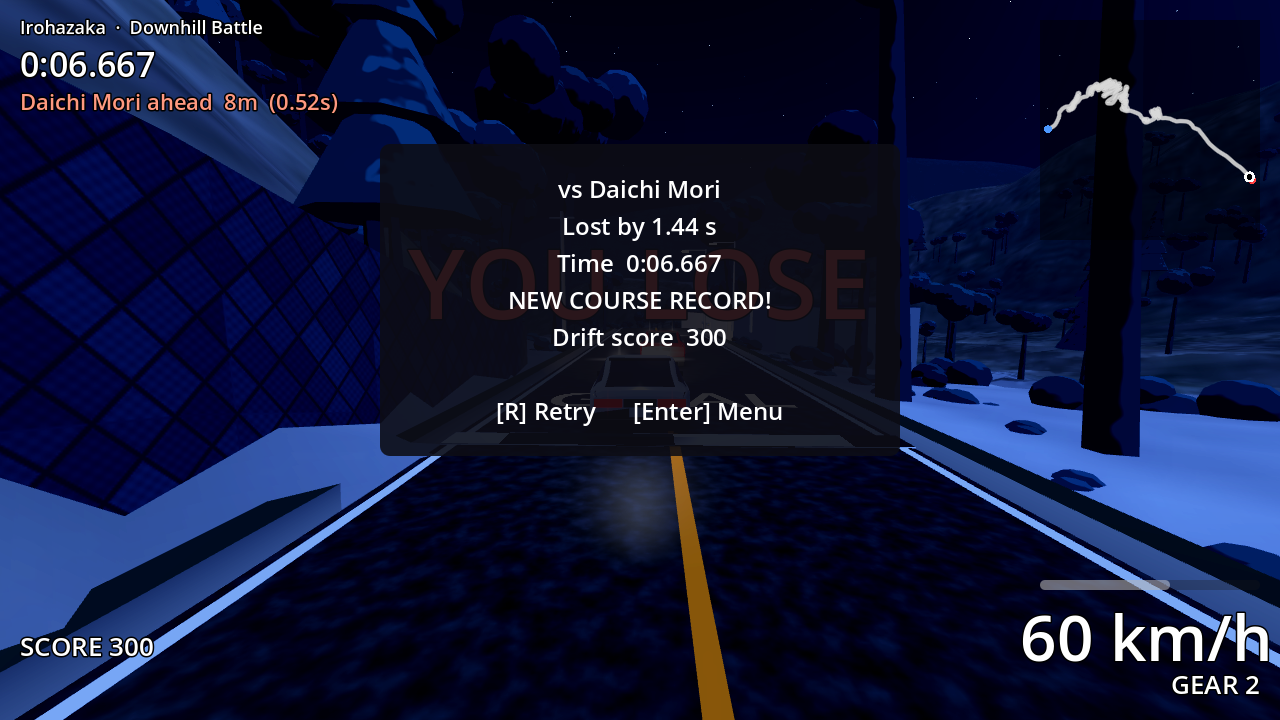 Irohazaka · Downhill Battle
0:06.667
Daichi Mori ahead 8m (0.52s)
YOU LOSE
vs Daichi Mori
Lost by 1.44 s
Time 0:06.667
NEW COURSE RECORD!
Drift score 300
[R] Retry [Enter] Menu
SCORE 300
60 km/h
GEAR 2